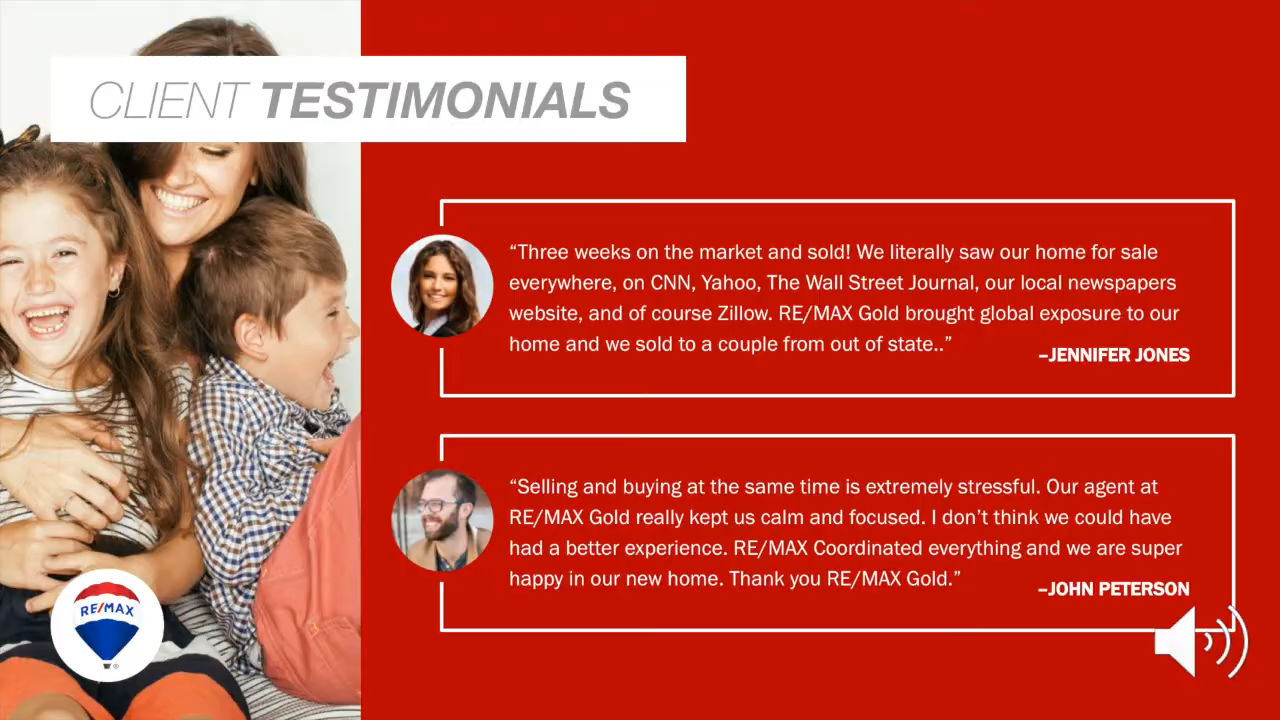 CLIENT TESTIMONIALS
“Three weeks on the market and sold! We literally saw our home for sale
everywhere, on CNN, Yahoo, The Wall Street Journal, our local newspapers
website, and of course Zillow. RE/MAX Gold brought global exposure to our
home and we sold to a couple from out of state..”
–JENNIFER JONES
“Selling and buying at the same time is extremely stressful. Our agent at
RE/MAX Gold really kept us calm and focused. I don’t think we could have
had a better experience. RE/MAX Coordinated everything and we are super
happy in our new home. Thank you RE/MAX Gold.”
–JOHN PETERSON
RE/MAX